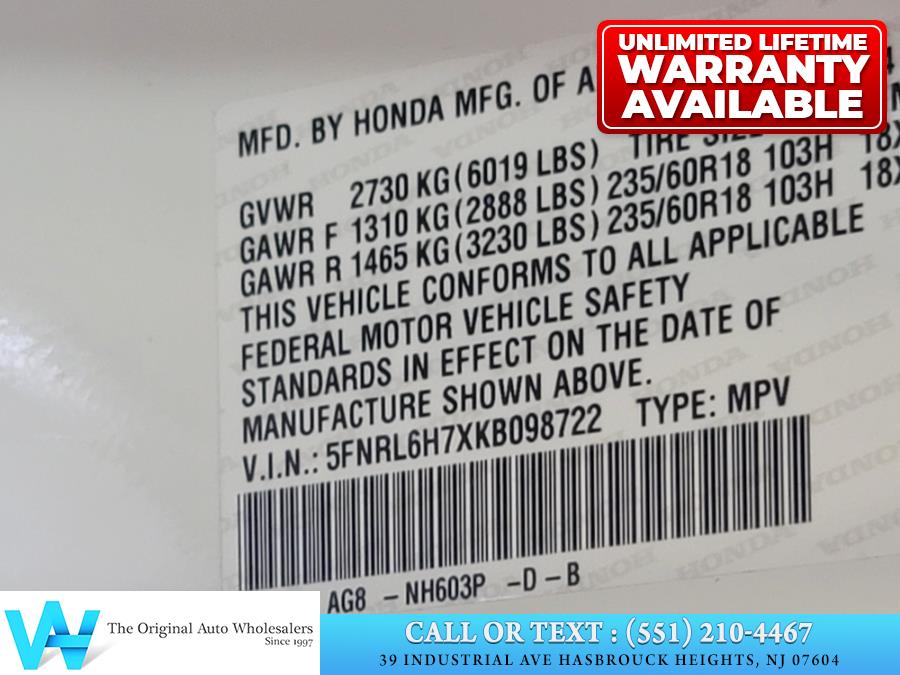 UNLIMITED LIFETIME
WARRANTY
AVAILABLE
MFD. BY HONDA MFG. OF A
GVWR 2730 KG(6019 LBS) TIRE SIZE
GAWR F 1310 KG(2888 LBS) 235/60R18 103H 18X
GAWR R 1465 KG(3230 LBS) 235/60R18 103H 18X
THIS VEHICLE CONFORMS TO ALL APPLICABLE
FEDERAL MOTOR VEHICLE SAFETY
STANDARDS IN EFFECT ON THE DATE OF
MANUFACTURE SHOWN ABOVE.
V.I.N.: 5FNRL6H7XKB098722 TYPE: MPV
AG8 -NH603P -D-B
The Original Auto Wholesalers
Since 1997
CALL OR TEXT : (551) 210-4467
39 INDUSTRIAL AVE HASBROUCK HEIGHTS, NJ 07604